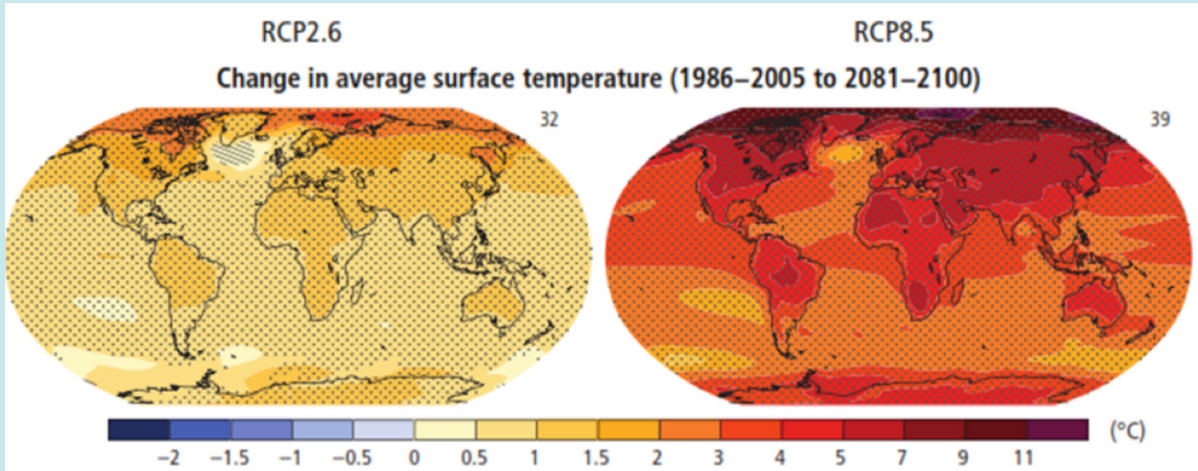 RCP2.6 RCP8.5
Change in average surface temperature (1986–2005 to 2081–2100)
32 39
−2 −1.5 −1 −0.5 0 0.5 1 1.5 2 3 4 5 7 9 11 (°C)